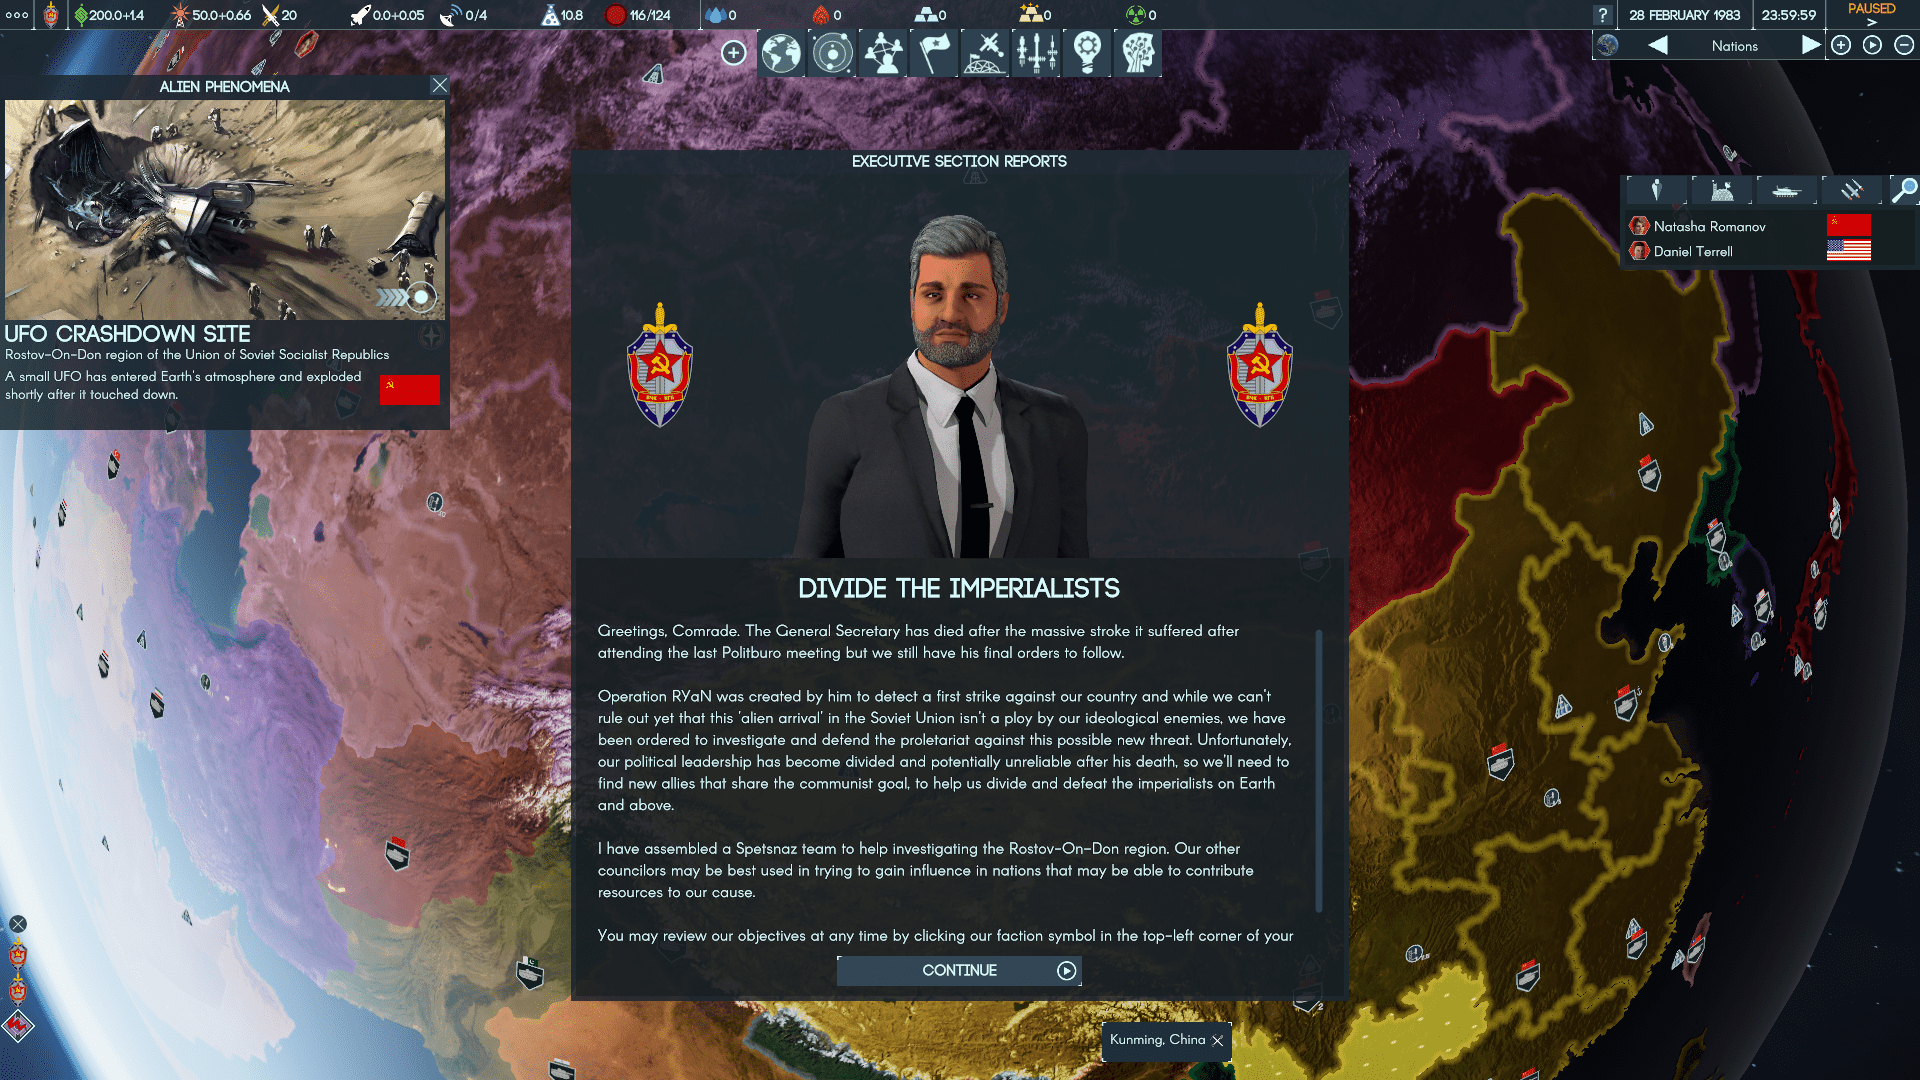 200.0+1.4
50.0+0.66
20
0.0+0.05
0/4
10.8
116/124
0
0
0
0
0
?
28 FEBRUARY 1983
23:59:59
PAUSED
>
Nations
ALIEN PHENOMENA
UFO CRASHDOWN SITE
Rostov-On-Don region of the Union of Soviet Socialist Republics
A small UFO has entered Earth's atmosphere and exploded
shortly after it touched down.
EXECUTIVE SECTION REPORTS
DIVIDE THE IMPERIALISTS
Greetings, Comrade. The General Secretary has died after the massive stroke it suffered after
attending the last Politburo meeting but we still have his final orders to follow.
Operation RYaN was created by him to detect a first strike against our country and while we can't
rule out yet that this 'alien arrival' in the Soviet Union isn't a ploy by our ideological enemies, we have
been ordered to investigate and defend the proletariat against this possible new threat. Unfortunately,
our political leadership has become divided and potentially unreliable after his death, so we'll need to
find new allies that share the communist goal, to help us divide and defeat the imperialists on Earth
and above.
I have assembled a Spetsnaz team to help investigating the Rostov-On-Don region. Our other
councilors may be best used in trying to gain influence in nations that may be able to contribute
resources to our cause.
You may review our objectives at any time by clicking our faction symbol in the top-left corner of your
CONTINUE
Natasha Romanov
Daniel Terrell
Kunming, China